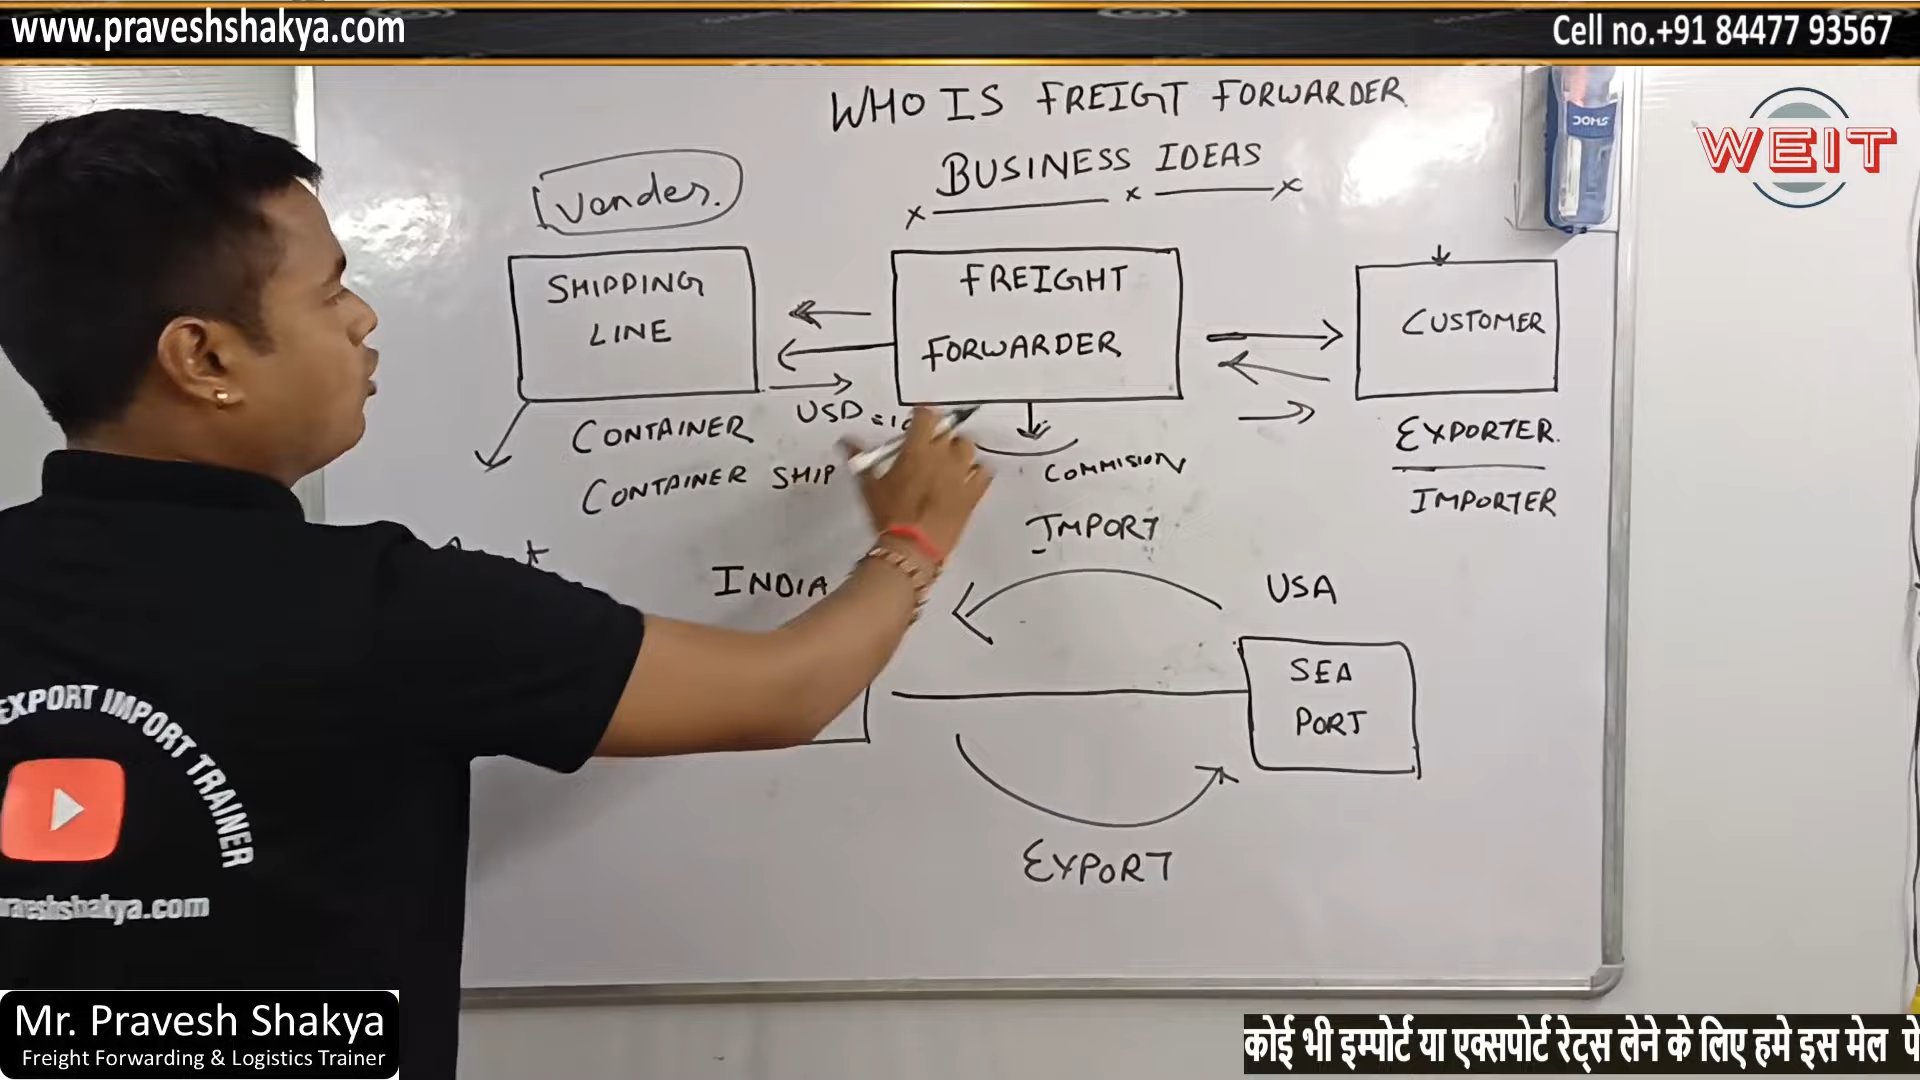 www.praveshshakya.com
Cell no.+91 84477 93567
WHO IS FREIGT FORWARDER
BUSINESS IDEAS
DOMS
WEIT
Vander.
SHIPPING
LINE
FREIGHT
FORWARDER
CUSTOMER
USD
CONTAINER
CONTAINER SHIP
COMMISION
EXPORTER.
IMPORTER
IMPORT
INDIA
USA
SEA
PORT
EXPORT
EXPORT IMPORT TRAINER
Mr. Pravesh Shakya
Freight Forwarding & Logistics Trainer
कोई भी इम्पोर्ट या एक्सपोर्ट रेट्स लेने के लिए हमे इस मेल पे